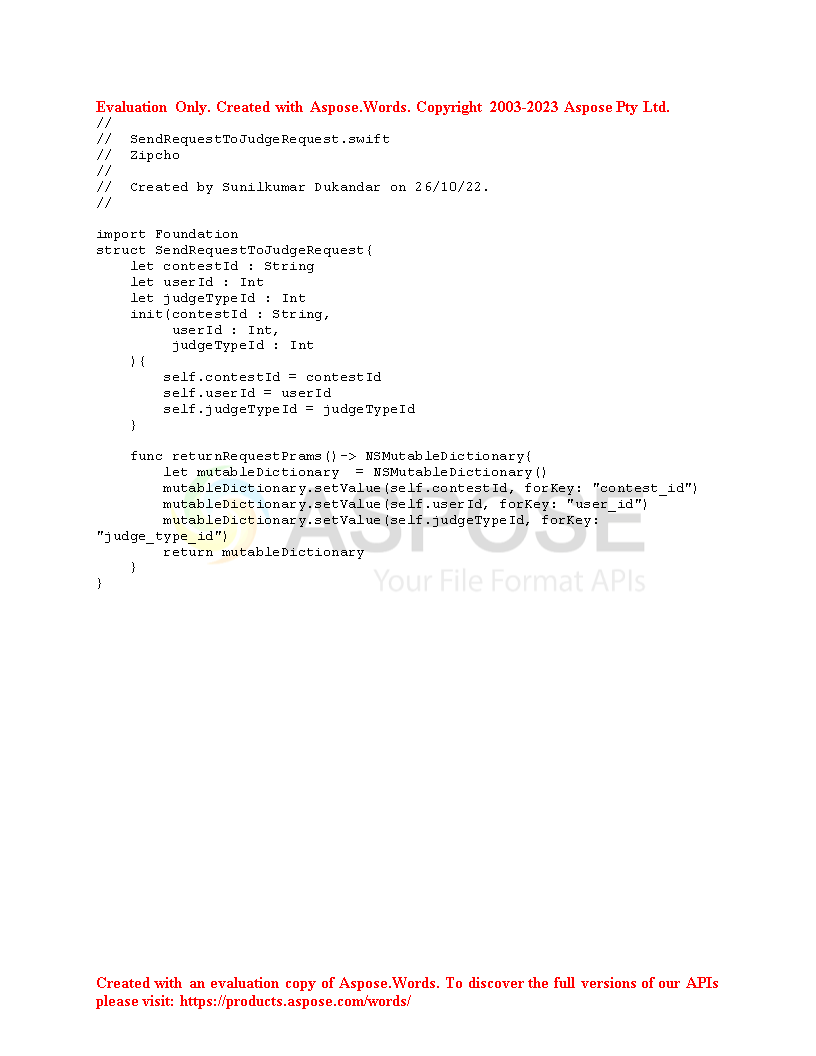 Evaluation Only. Created with Aspose.Words. Copyright 2003-2023 Aspose Pty Ltd.
//
//  SendRequestToJudgeRequest.swift
//  Zipcho
//
//  Created by Sunilkumar Dukandar on 26/10/22.
//

import Foundation
struct SendRequestToJudgeRequest{
    let contestId : String
    let userId : Int
    let judgeTypeId : Int
    init(contestId : String,
         userId : Int,
         judgeTypeId : Int
    ){
        self.contestId = contestId
        self.userId = userId
        self.judgeTypeId = judgeTypeId
    }

    func returnRequestPrams()-> NSMutableDictionary{
        let mutableDictionary  = NSMutableDictionary()
        mutableDictionary.setValue(self.contestId, forKey: "contest_id")
        mutableDictionary.setValue(self.userId, forKey: "user_id")
        mutableDictionary.setValue(self.judgeTypeId, forKey:
"judge_type_id")
        return mutableDictionary
    }
}
ASPOSE
Your File Format APIs
Created with an evaluation copy of Aspose.Words. To discover the full versions of our APIs
please visit: https://products.aspose.com/words/